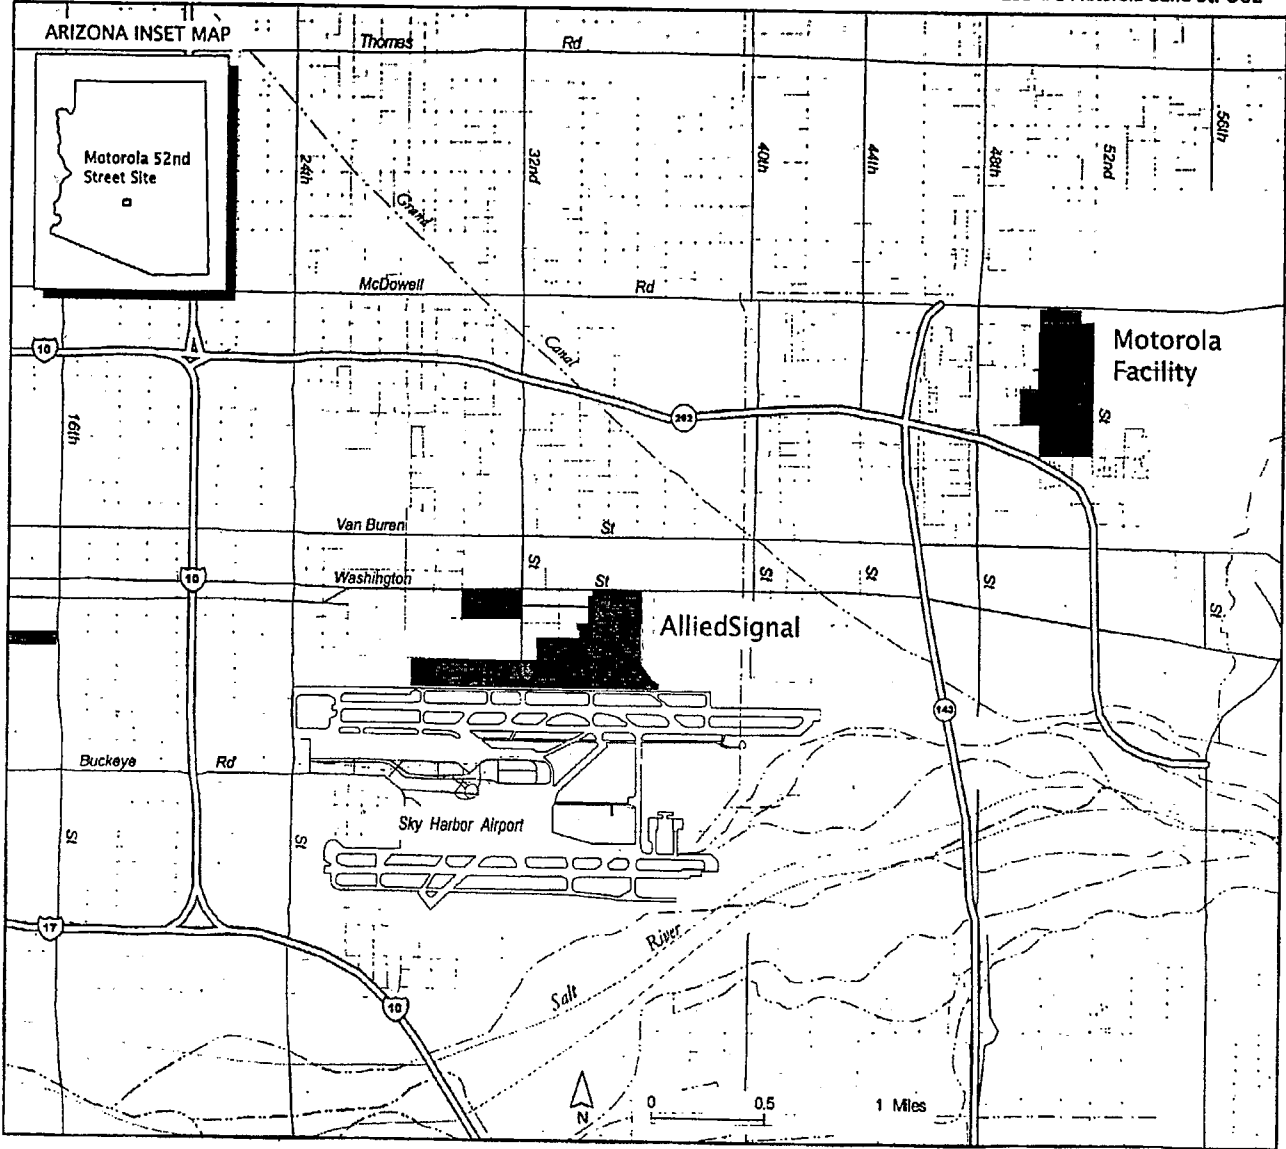 ARIZONA INSET MAP
Thomas Rd
Motorola 52nd
Street Site
24th
32nd
40th
44th
48th
52nd
56th
Grand
McDowell Rd
Canal
10
Motorola
Facility
202
16th
St
Van Buren St
St
St
St
St
10
Washington St
St
AlliedSignal
143
Buckeye Rd
Sky Harbor Airport
St
St
17
River
Salt
10
N
0 0.5 1 Miles